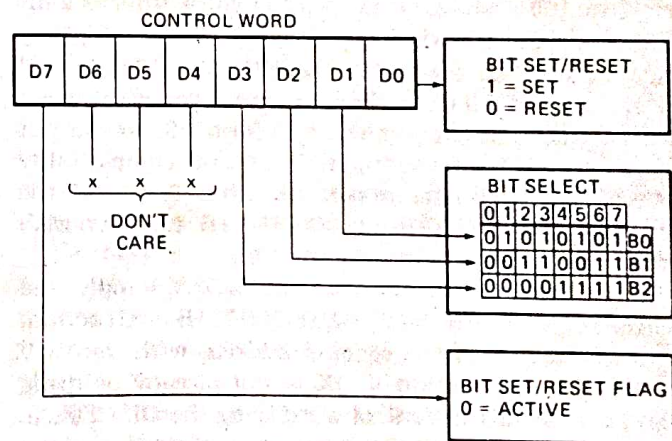 CONTROL WORD
D7 D6 D5 D4 D3 D2 D1 D0
BIT SET/RESET
1 = SET
0 = RESET
X X X
DON'T
CARE
BIT SELECT
0 1 2 3 4 5 6 7
0 1 0 1 0 1 0 1 B0
0 0 1 1 0 0 1 1 B1
0 0 0 0 1 1 1 1 B2
BIT SET/RESET FLAG
0 = ACTIVE